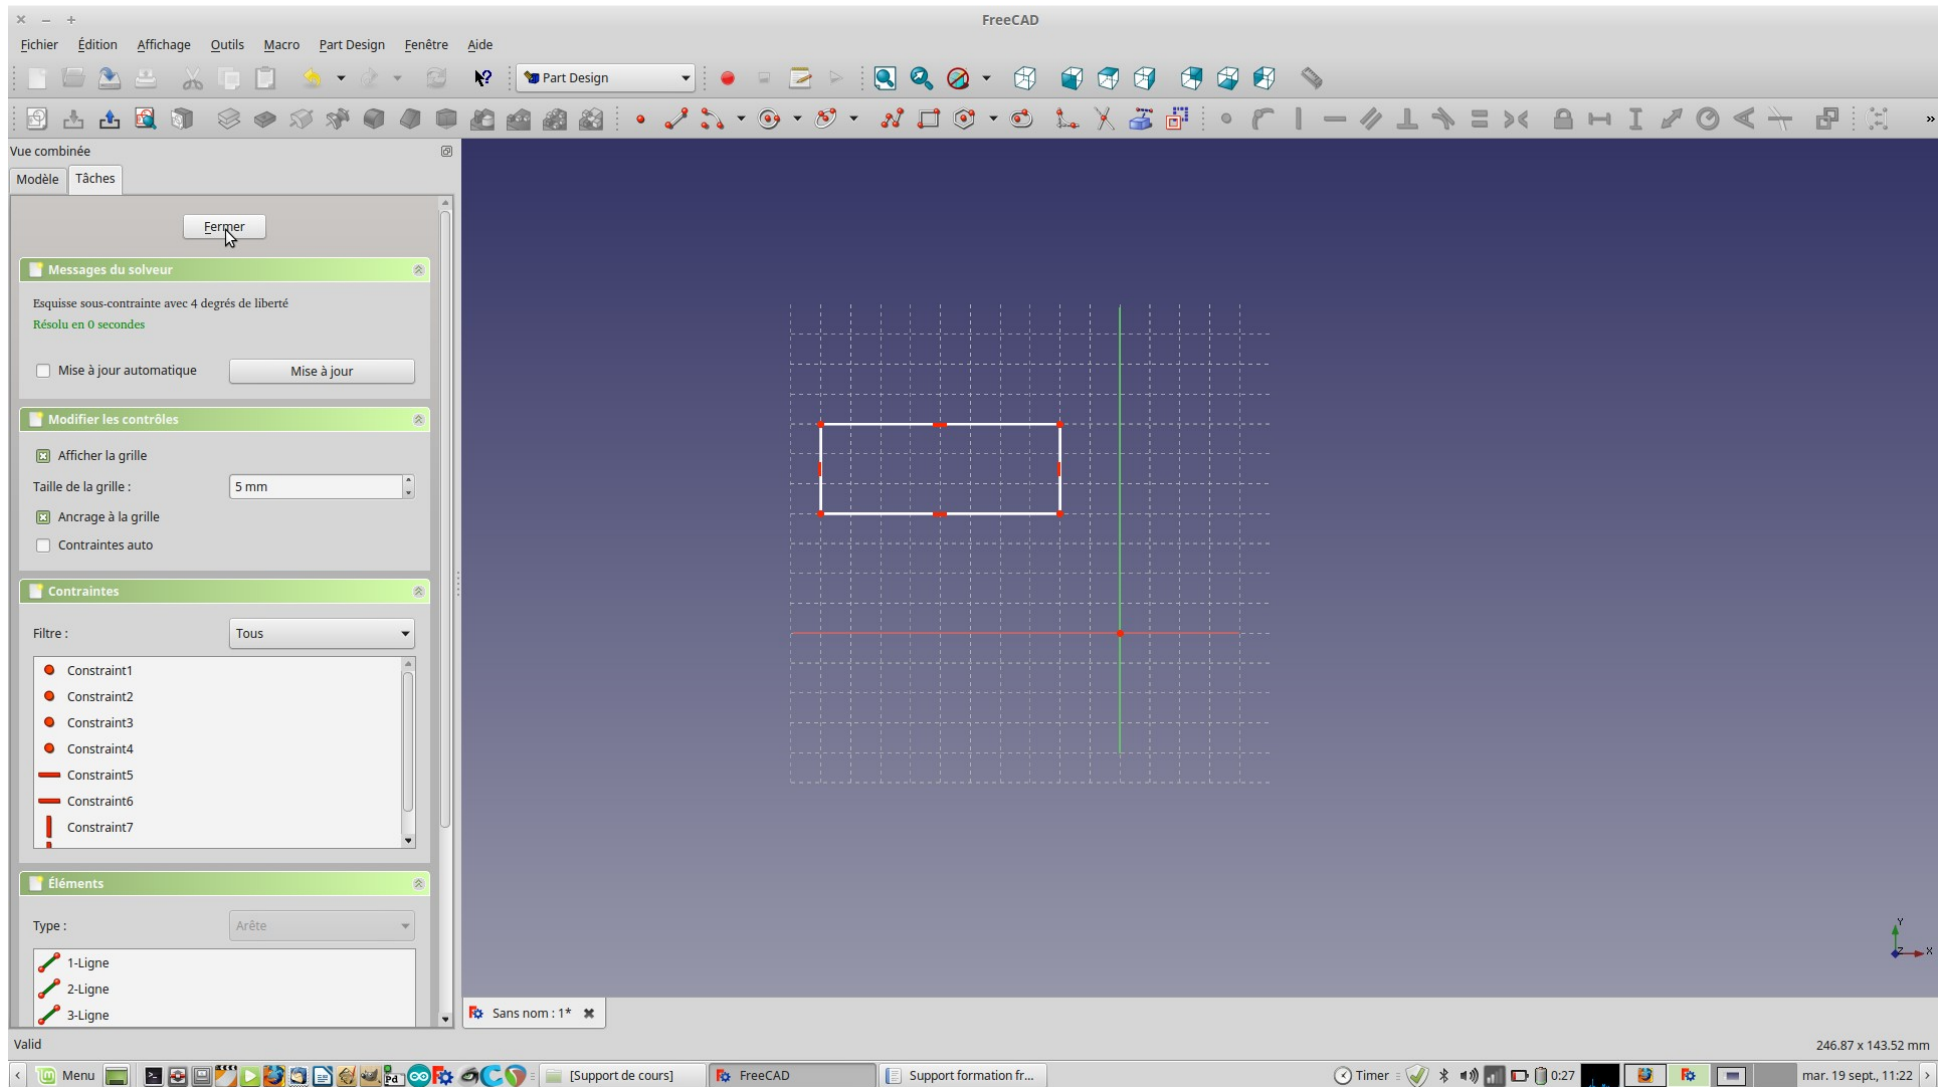 FreeCAD
Fichier Édition Affichage Outils Macro Part Design Fenêtre Aide
Part Design
Vue combinée
Modèle Tâches
Fermer
Messages du solveur
Esquisse sous-contrainte avec 4 degrés de liberté
Résolu en 0 secondes
Mise à jour automatique Mise à jour
Modifier les contrôles
Afficher la grille
Taille de la grille : 5 mm
Ancrage à la grille
Contraintes auto
Contraintes
Filtre : Tous
Constraint1
Constraint2
Constraint3
Constraint4
Constraint5
Constraint6
Constraint7
Éléments
Type : Arête
1-Ligne
2-Ligne
3-Ligne
Y
Z X
Sans nom : 1*
Valid 246.87 x 143.52 mm
Menu Pd [Support de cours] FreeCAD Support formation fr... Timer 0:27 mar. 19 sept., 11:22